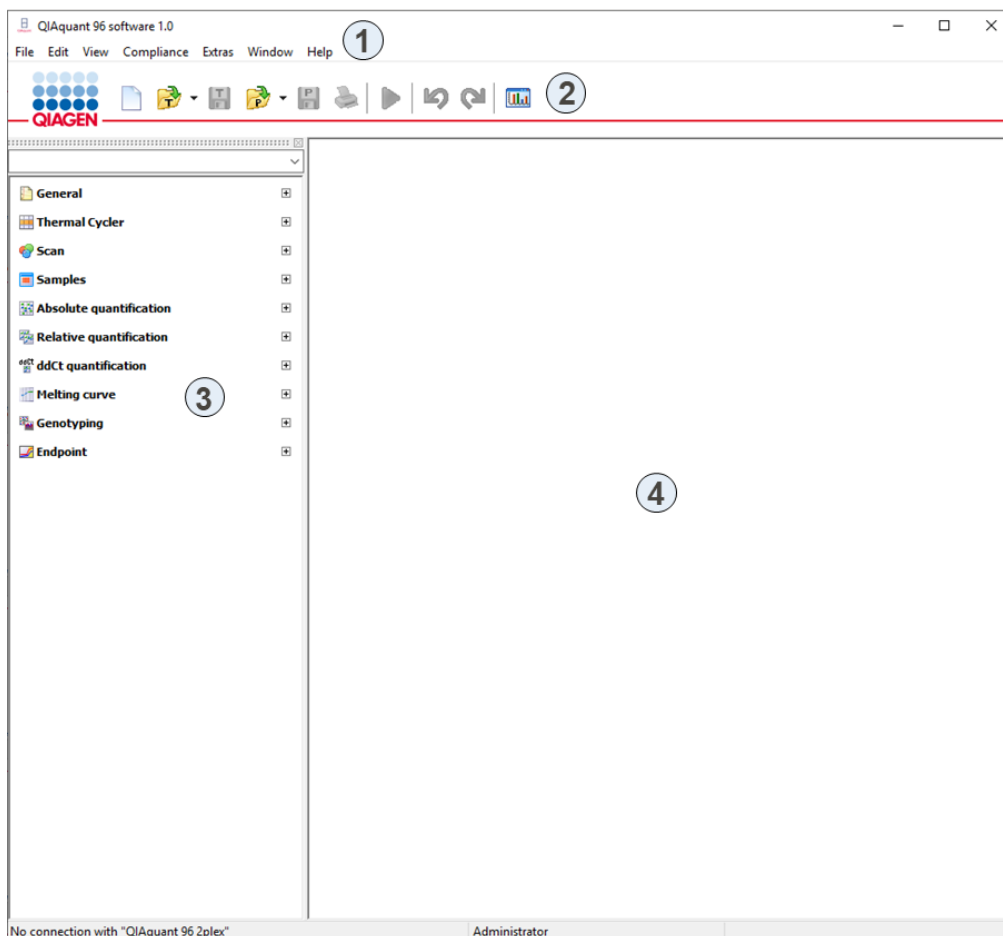 QIAquant 96 software 1.0
File Edit View Compliance Extras Window Help
1
QIAGEN
T
T
P
P
2
General
Thermal Cycler
Scan
Samples
Absolute quantification
Relative quantification
ddCt
ddCt quantification
Melting curve
3
Genotyping
Endpoint
4
No connection with "QIAquant 96 2plex"
Administrator